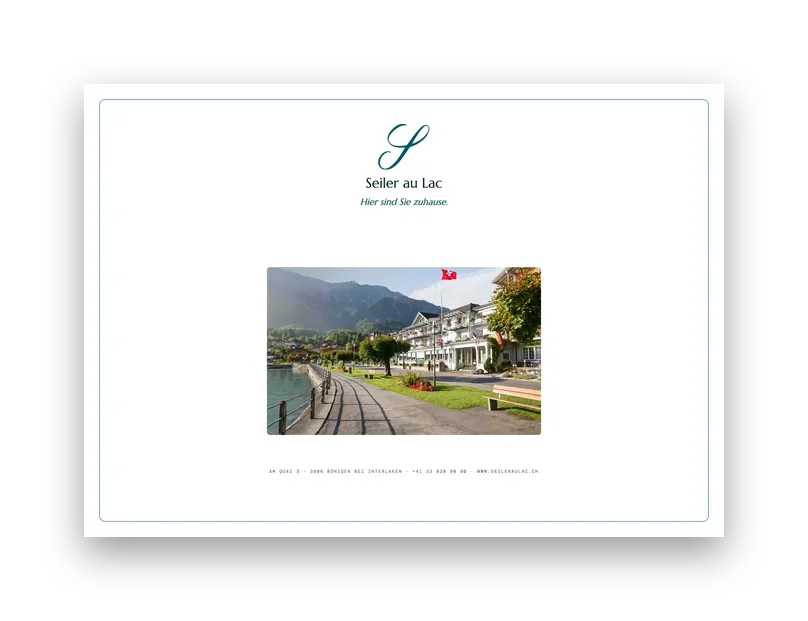 S
Seiler au Lac
Hier sind Sie zuhause.
AM QUAI 3 · 3806 BÖNIGEN BEI INTERLAKEN · +41 33 828 90 90 · WWW.SEILERAULAC.CH